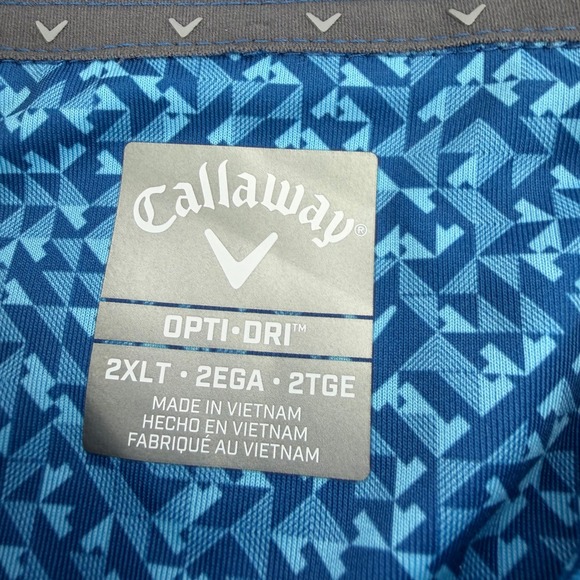 Callaway®
OPTI•DRI™
2XLT • 2EGA • 2TGE
MADE IN VIETNAM
HECHO EN VIETNAM
FABRIQUÉ AU VIETNAM